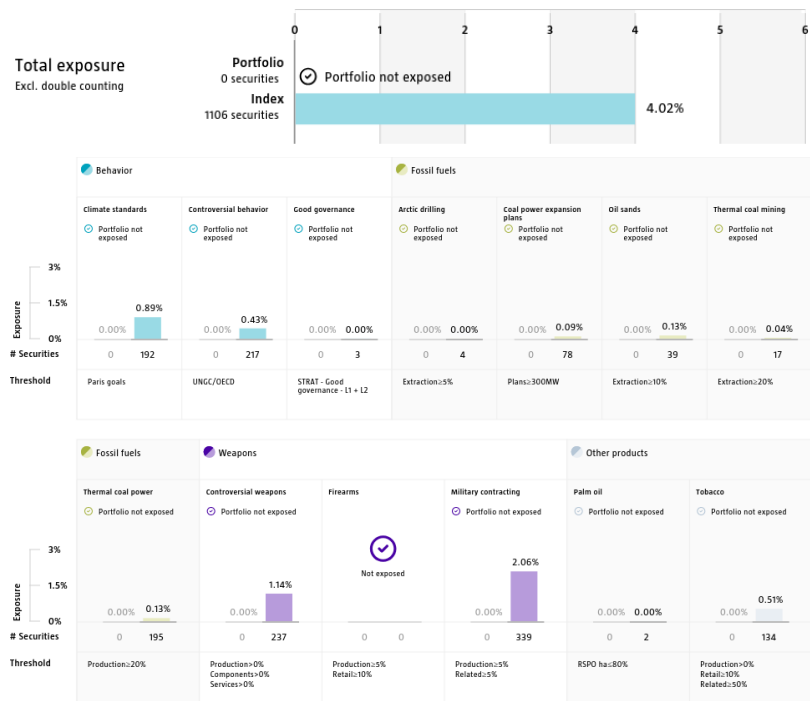 0 1 2 3 4 5 6
Total exposure
Excl. double counting
Portfolio
0 securities
Portfolio not exposed
Index
1106 securities
4.02%
Behavior
Fossil fuels
Climate standards
Controversial behavior
Good governance
Arctic drilling
Coal power expansion
plans
Oil sands
Thermal coal mining
Portfolio not
exposed
Portfolio not
exposed
Portfolio not
exposed
Portfolio not
exposed
Portfolio not
exposed
Portfolio not
exposed
Portfolio not
exposed
Exposure
3%
1.5%
0%
0.00% 0.89%
0.00% 0.43%
0.00% 0.00%
0.00% 0.00%
0.00% 0.09%
0.00% 0.13%
0.00% 0.04%
# Securities 0 192 0 217 0 3 0 4 0 78 0 39 0 17
Threshold
Paris goals
UNGC/OECD
STRAT - Good
governance - L1 + L2
Extraction≥5%
Plans≥300MW
Extraction≥10%
Extraction≥20%
Fossil fuels
Weapons
Other products
Thermal coal power
Controversial weapons
Firearms
Military contracting
Palm oil
Tobacco
Portfolio not exposed
Portfolio not exposed
Not exposed
Portfolio not exposed
Portfolio not exposed
Portfolio not exposed
Exposure
3%
1.5%
0%
0.00% 0.13%
0.00% 1.14%
0.00% 2.06%
0.00% 0.00%
0.00% 0.51%
# Securities 0 195 0 237 0 0 0 339 0 2 0 134
Threshold
Production≥20%
Production>0%
Components>0%
Services>0%
Production≥5%
Retail≥10%
Production≥5%
Related≥5%
RSPO ha≤80%
Production>0%
Retail≥10%
Related≥50%